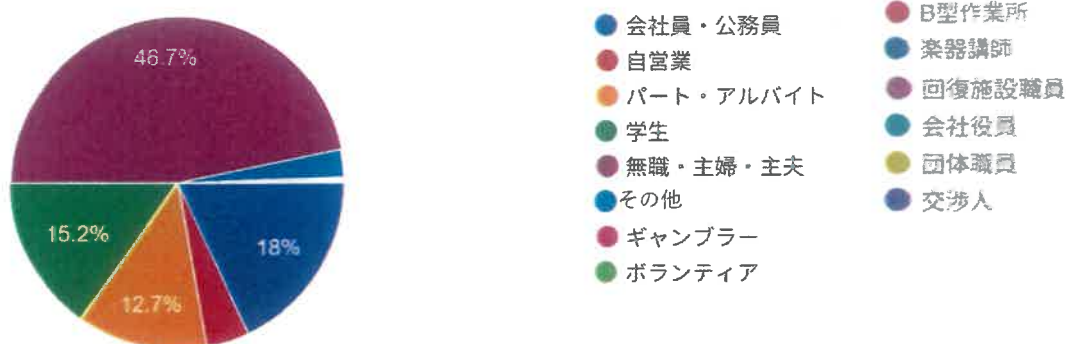 46.7%
15.2%
18%
12.7%
会社員・公務員
自営業
パート・アルバイト
学生
無職・主婦・主夫
その他
ギャンブラー
ボランティア
B型作業所
楽器講師
回復施設職員
会社役員
団体職員
交渉人